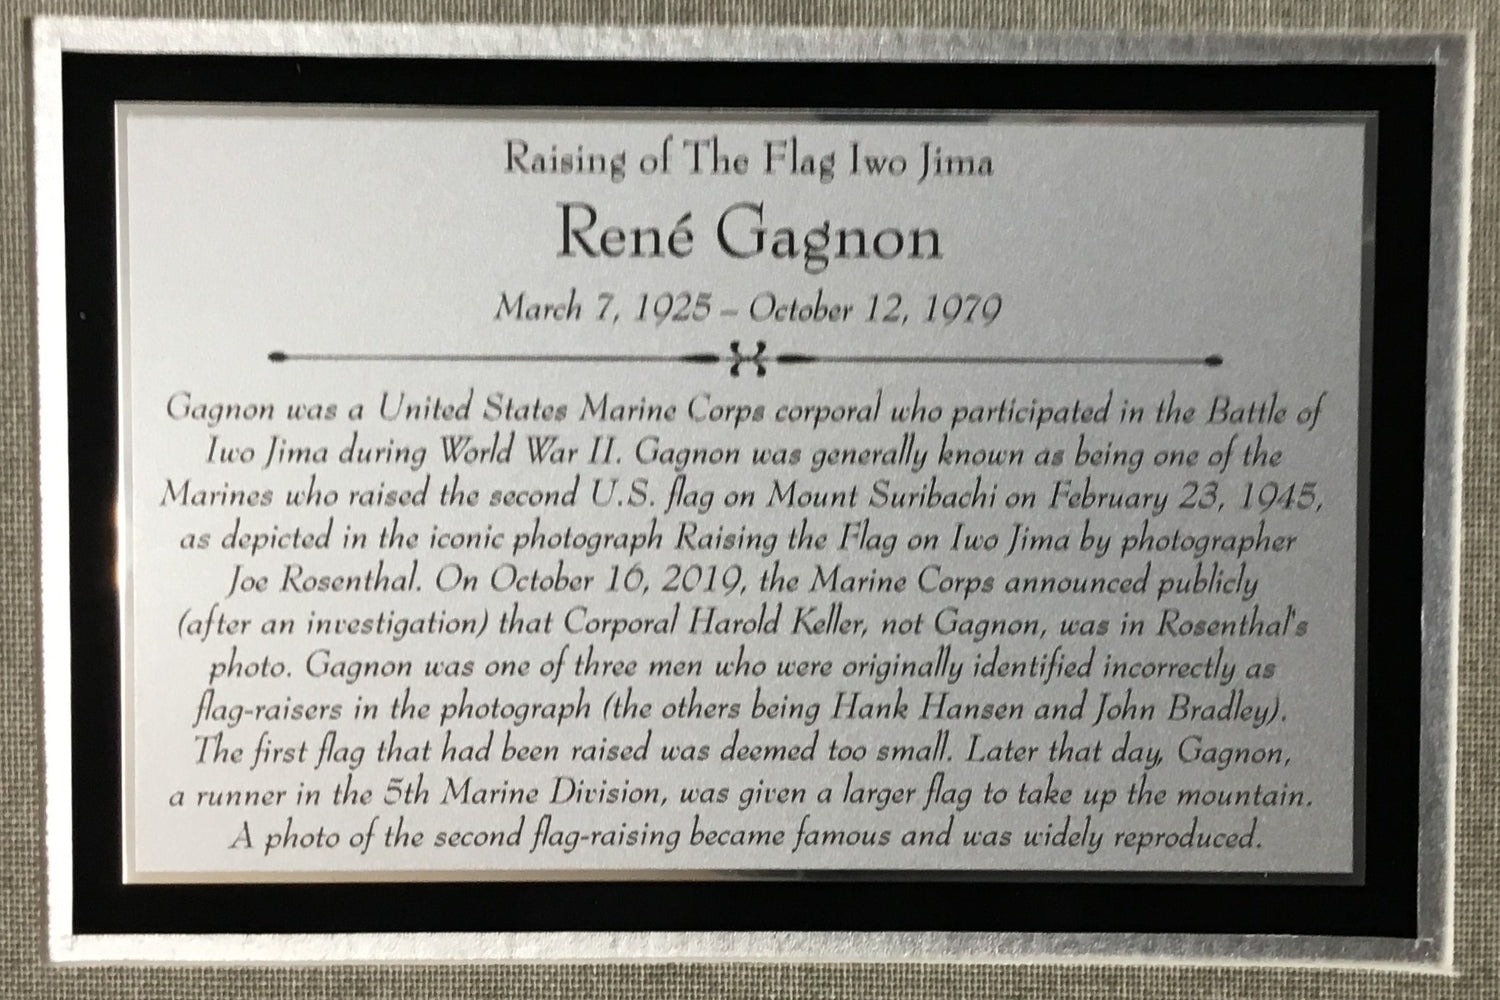 Raising of The Flag Iwo Jima
René Gagnon
March 7, 1925 – October 12, 1979
Gagnon was a United States Marine Corps corporal who participated in the Battle of
Iwo Jima during World War II. Gagnon was generally known as being one of the
Marines who raised the second U.S. flag on Mount Suribachi on February 23, 1945,
as depicted in the iconic photograph Raising the Flag on Iwo Jima by photographer
Joe Rosenthal. On October 16, 2019, the Marine Corps announced publicly
(after an investigation) that Corporal Harold Keller, not Gagnon, was in Rosenthal's
photo. Gagnon was one of three men who were originally identified incorrectly as
flag-raisers in the photograph (the others being Hank Hansen and John Bradley).
The first flag that had been raised was deemed too small. Later that day, Gagnon,
a runner in the 5th Marine Division, was given a larger flag to take up the mountain.
A photo of the second flag-raising became famous and was widely reproduced.